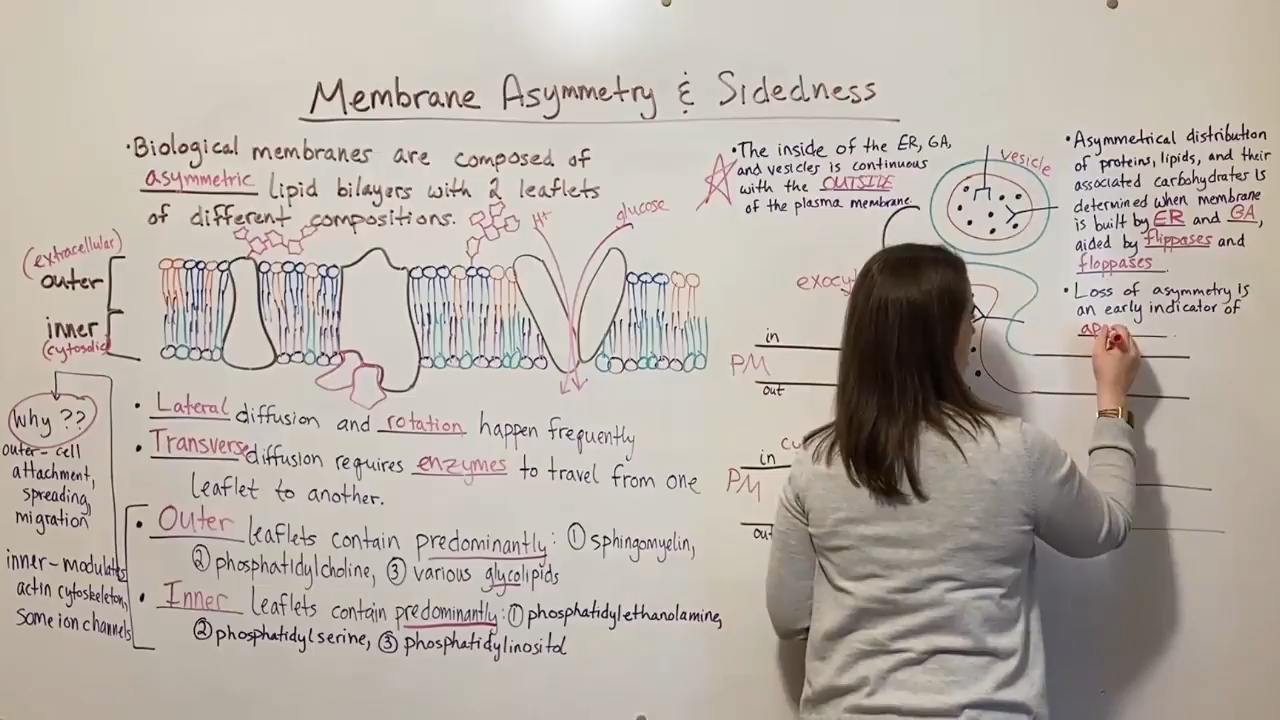 Membrane Asymmetry & Sidedness
•Biological membranes are composed of
asymmetric lipid bilayers with 2 leaflets
of different compositions.
H+
glucose
(extracellular)
outer
inner
(cytosolic)
Why ??
outer - cell
attachment,
spreading,
migration
inner - modulates
actin cytoskeleton,
some ion channels
• Lateral diffusion and rotation happen frequently
• Transverse diffusion requires enzymes to travel from one
leaflet to another.
• Outer leaflets contain predominantly: ① sphingomyelin,
② phosphatidylcholine, ③ various glycolipids
• Inner leaflets contain predominantly: ① phosphatidylethanolamine,
② phosphatidylserine, ③ phosphatidylinositol
•The inside of the ER, GA,
and vesicles is continuous
with the OUTSIDE
of the plasma membrane.
vesicle
in
PM
out
in
PM
•Asymmetrical distribution
of proteins, lipids, and their
associated carbohydrates is
determined when membrane
is built by ER and GA,
aided by flippases and
floppases.
• Loss of asymmetry is
an early indicator of